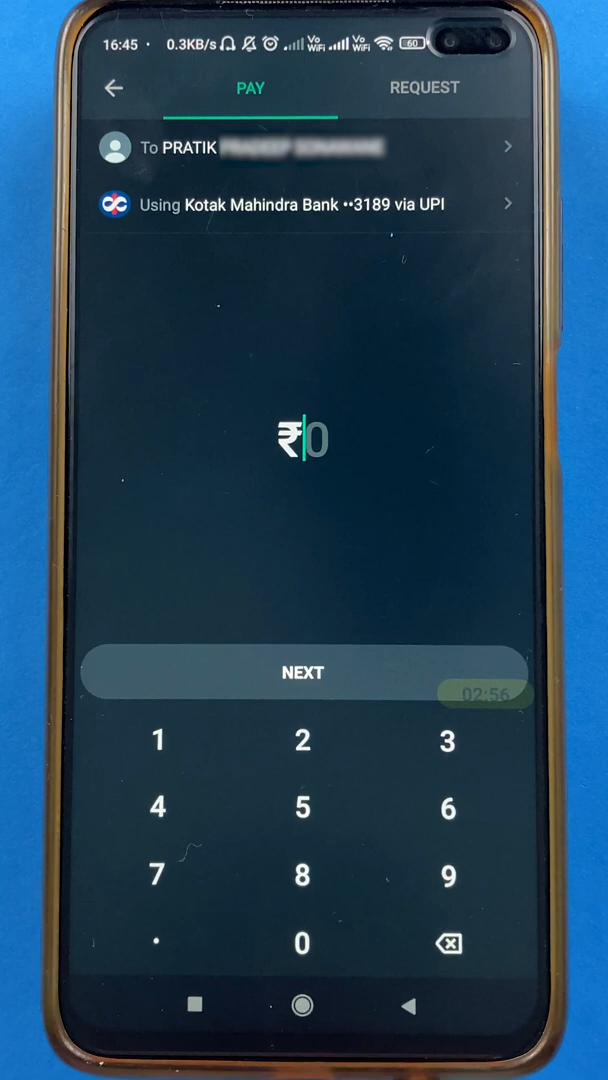 16:45 · 0.3KB/s Vo WiFi Vo WiFi 60
PAY REQUEST
To PRATIK
Using Kotak Mahindra Bank ••3189 via UPI
₹0
NEXT
02:56
1 2 3
4 5 6
7 8 9
. 0